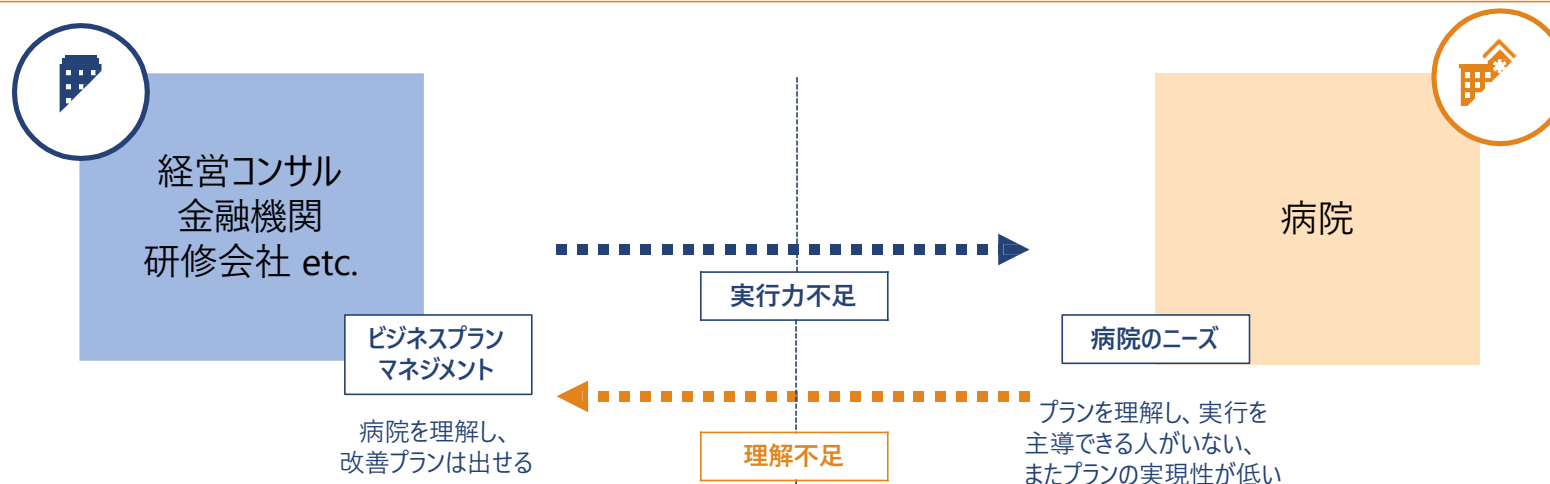 経営コンサル
金融機関
研修会社 etc.
病院
実行力不足
ビジネスプラン
マネジメント
病院のニーズ
病院を理解し、
改善プランは出せる
理解不足
プランを理解し、実行を
主導できる人がいない、
またプランの実現性が低い